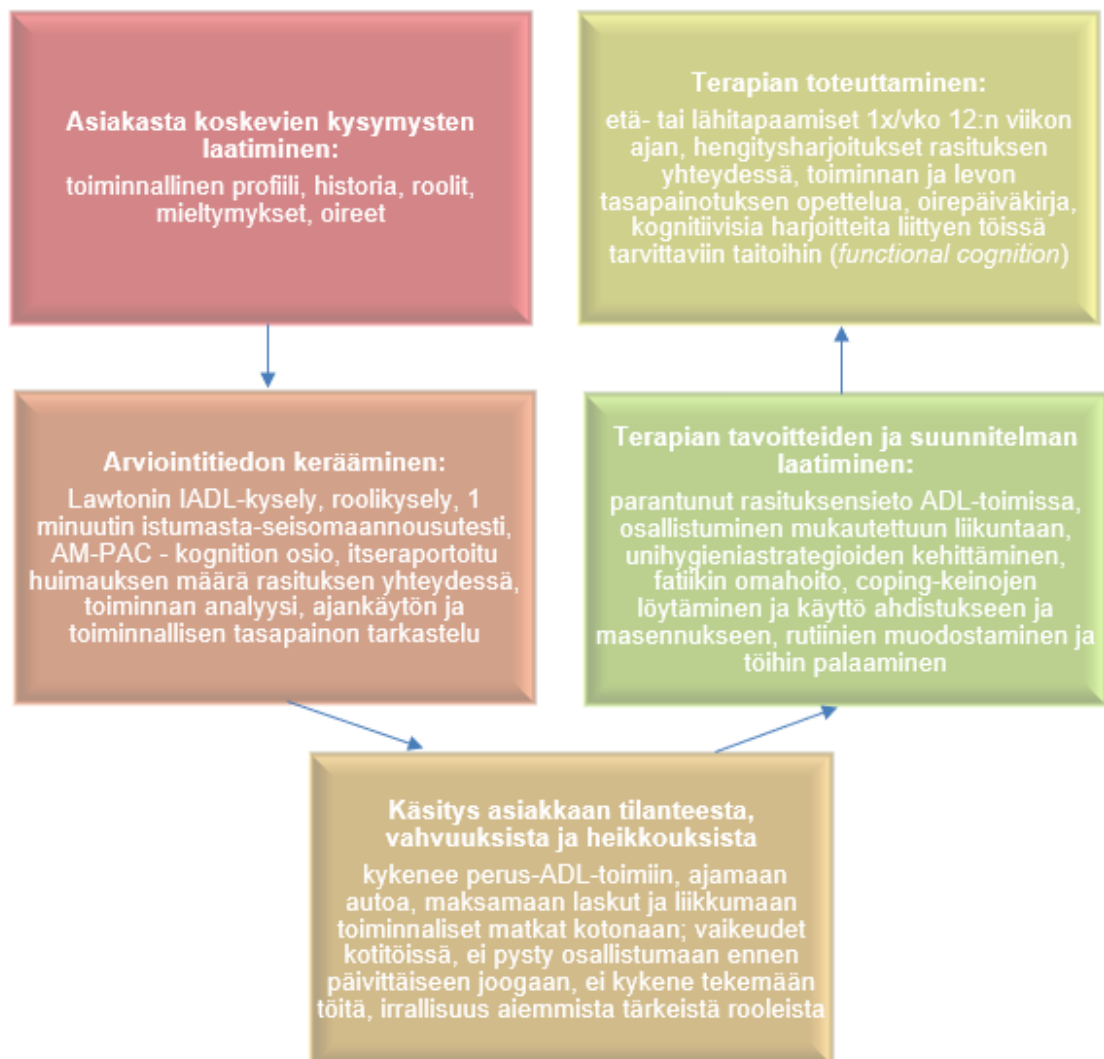 Asiakasta koskevien kysymysten
laatiminen:
toiminnallinen profiili, historia, roolit,
mieltymykset, oireet
Arviointitiedon kerääminen:
Lawtonin IADL-kysely, roolikysely, 1
minuutin istumasta-seisomaannousutesti,
AM-PAC - kognition osio, itseraportoitu
huimauksen määrä rasituksen yhteydessä,
toiminnan analyysi, ajankäytön ja
toiminnallisen tasapainon tarkastelu
Käsitys asiakkaan tilanteesta,
vahvuuksista ja heikkouksista
kykenee perus-ADL-toimiin, ajamaan
autoa, maksamaan laskut ja liikkumaan
toiminnaliset matkat kotonaan; vaikeudet
kotitöissä, ei pysty osallistumaan ennen
päivittäiseen joogaan, ei kykene tekemään
töitä, irrallisuus aiemmista tärkeistä rooleista
Terapian tavoitteiden ja suunnitelman
laatiminen:
parantunut rasituksensieto ADL-toimissa,
osallistuminen mukautettuun liikuntaan,
unihygieniastrategioiden kehittäminen,
fatiikin omahoito, coping-keinojen
löytäminen ja käyttö ahdistukseen ja
masennukseen, rutiinien muodostaminen ja
töihin palaaminen
Terapian toteuttaminen:
etä- tai lähitapaamiset 1x/vko 12:n viikon
ajan, hengitysharjoitukset rasituksen
yhteydessä, toiminnan ja levon
tasapainotuksen opettelua, oirepäiväkirja,
kognitiivisia harjoitteita liittyen töissä
tarvittaviin taitoihin (functional cognition)